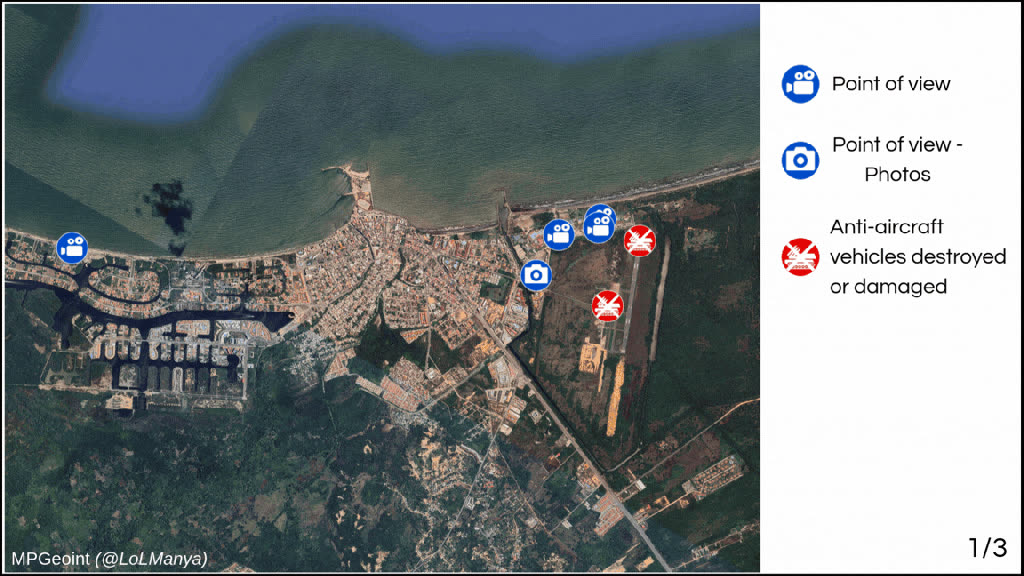 Point of view
Point of view -
Photos
Anti-aircraft
vehicles destroyed
or damaged
MPGeoint (@LoLManya)
1/3